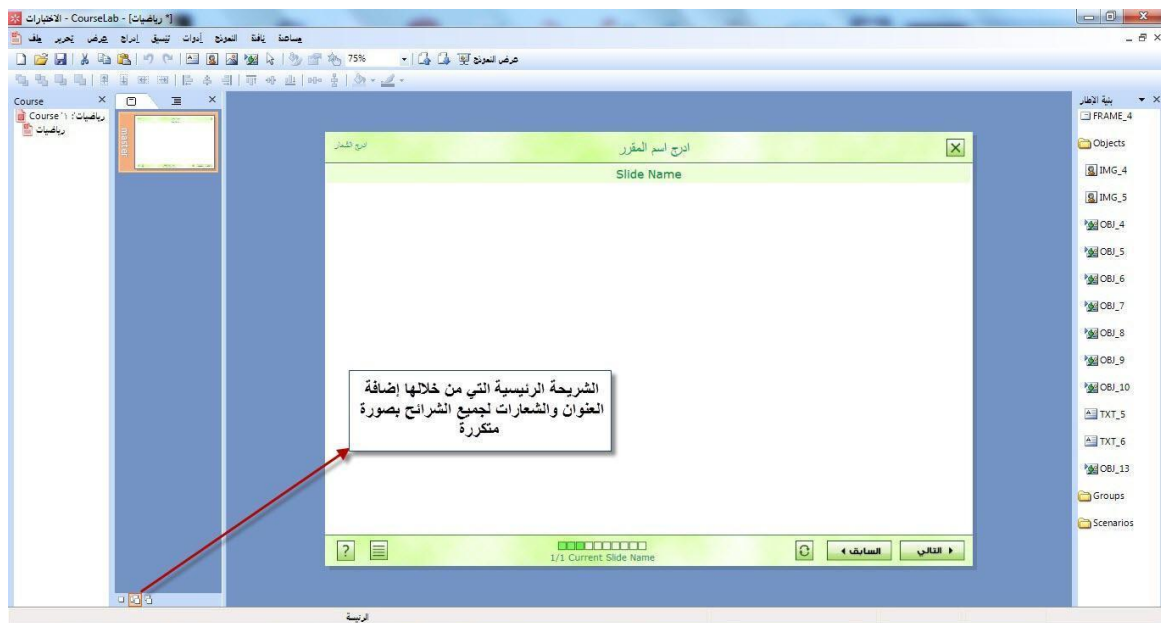 الاختبارات - CourseLab - [رياضيات *]
ملف تحرير عرض إدراج تنسيق أدوات النموذج نافذة مساعدة
75%
عرض النموذج
Course
رياضيات: ١' Course
رياضيات
master
ادرج الشعار
ادرج اسم المقرر
Slide Name
الشريحة الرئيسية التي من خلالها إضافة
العنوان والشعارات لجميع الشرائح بصورة
متكررة
?
1/1 Current Slide Name
السابق
التالي
الرئيسة
بنية الإطار
FRAME_4
Objects
IMG_4
IMG_5
OBJ_4
OBJ_5
OBJ_6
OBJ_7
OBJ_8
OBJ_9
OBJ_10
TXT_5
TXT_6
OBJ_13
Groups
Scenarios